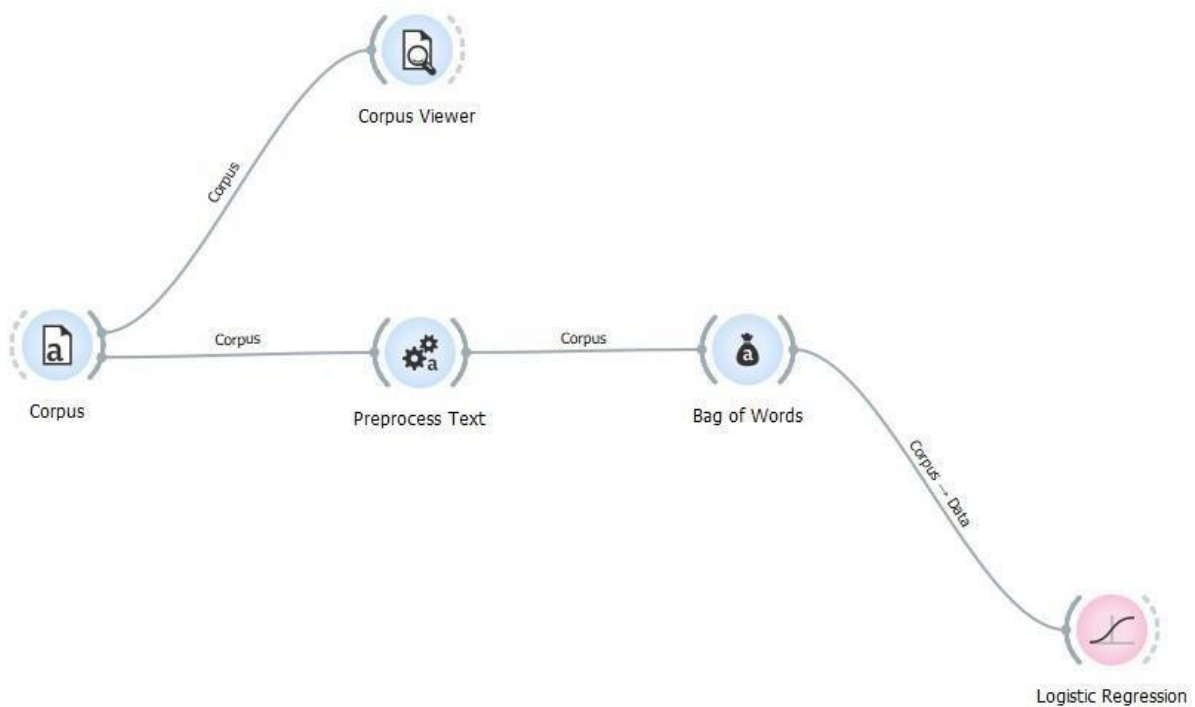 Corpus Viewer
Corpus
a
Corpus
Corpus
Corpus
a
Preprocess Text
a
Bag of Words
Corpus → Data
Logistic Regression